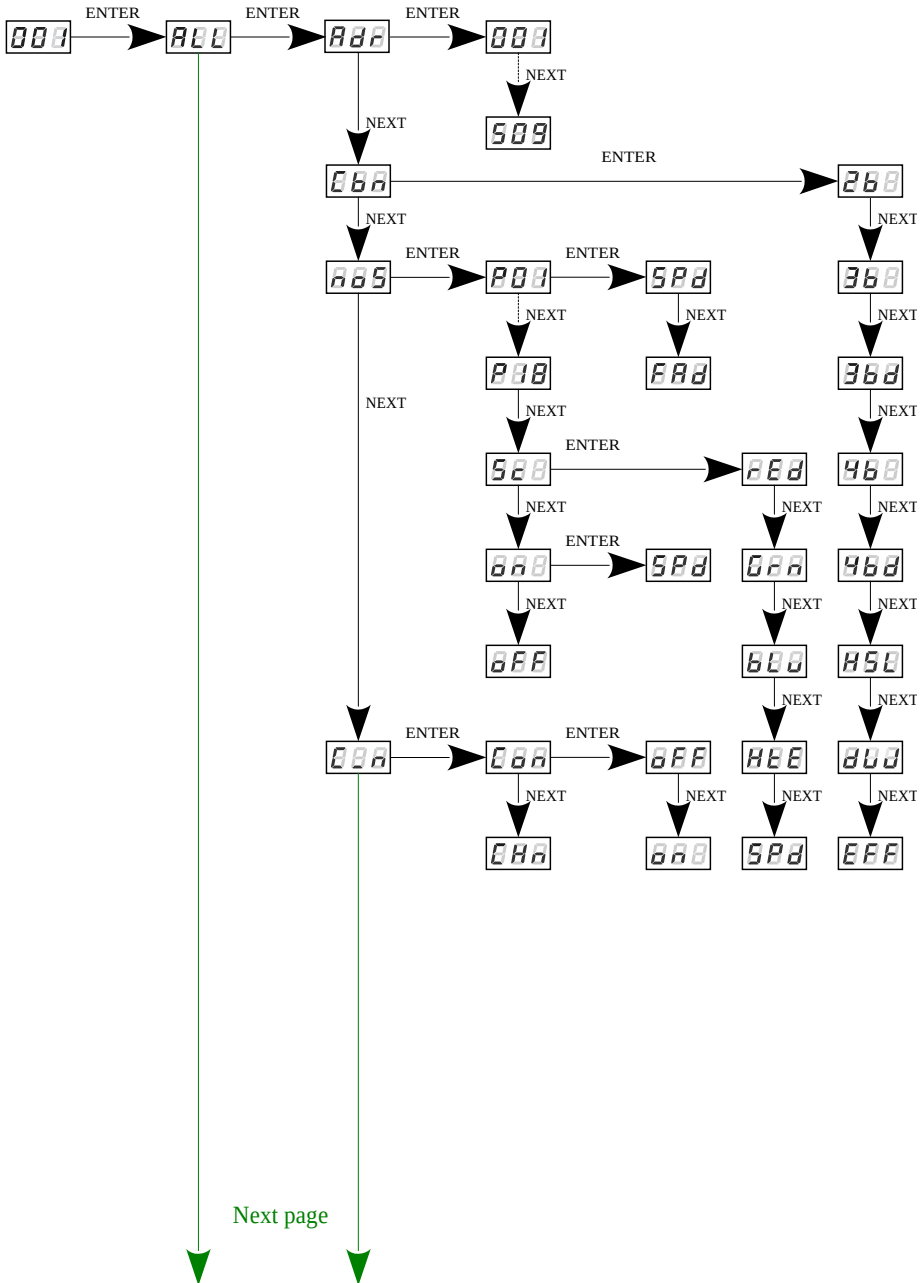 ENTER ENTER ENTER
001 ALL Adr 001
NEXT
NEXT
509
ENTER
Cbn 2b
NEXT NEXT
ENTER ENTER
noS P01 SPd 3b
NEXT NEXT NEXT
P18 FAd 3bd
NEXT NEXT NEXT
ENTER
Sc rEd 4b
NEXT NEXT NEXT
ENTER
on SPd Grn 4bd
NEXT NEXT NEXT
oFF bLu HSL
NEXT NEXT
ENTER ENTER
C_n Con oFF HtE dUJ
NEXT NEXT NEXT NEXT
CHn on SPd EFF
Next page